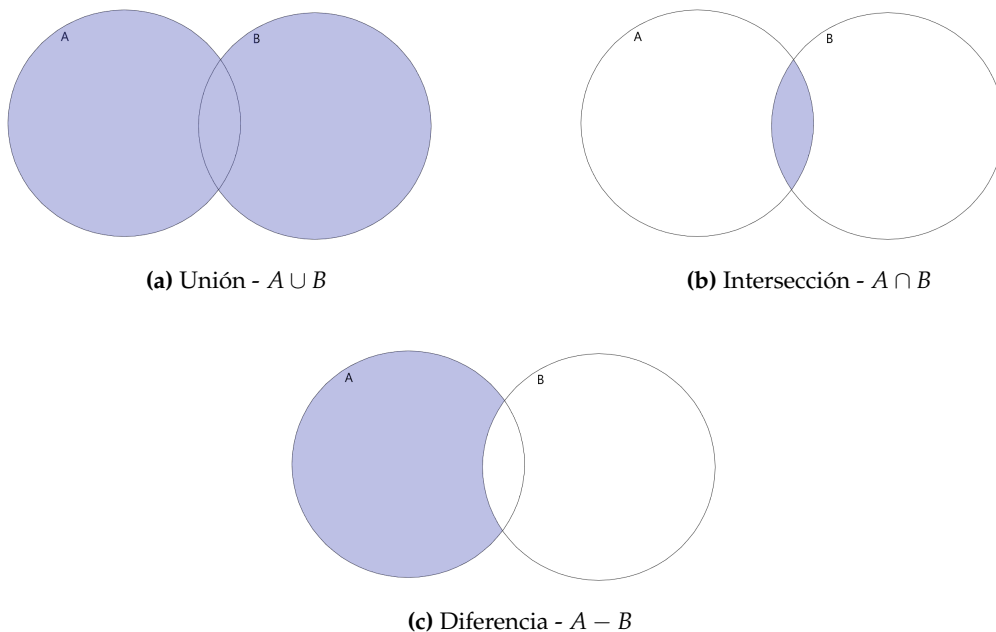 A
B
A
B
(a) Unión - A ∪ B
(b) Intersección - A ∩ B
A
B
(c) Diferencia - A − B